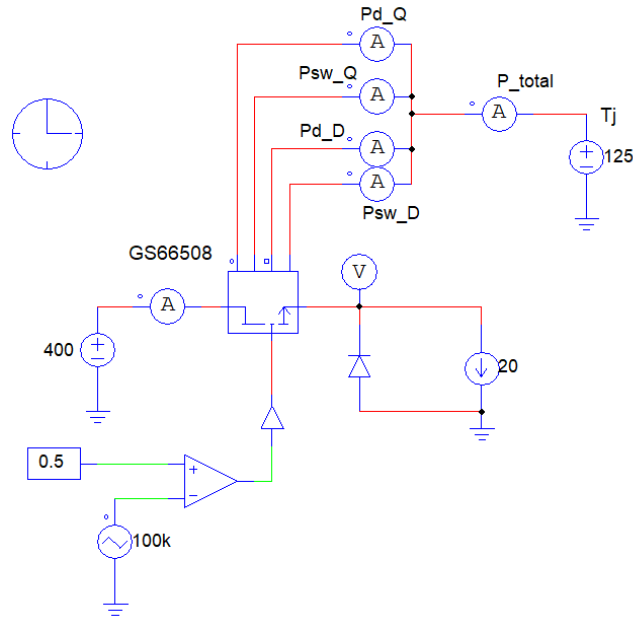 Pd_Q
A
Psw_Q
A
P_total
A
Pd_D
A
Tj
125
A
Psw_D
GS66508
A
V
400
20
0.5
100k